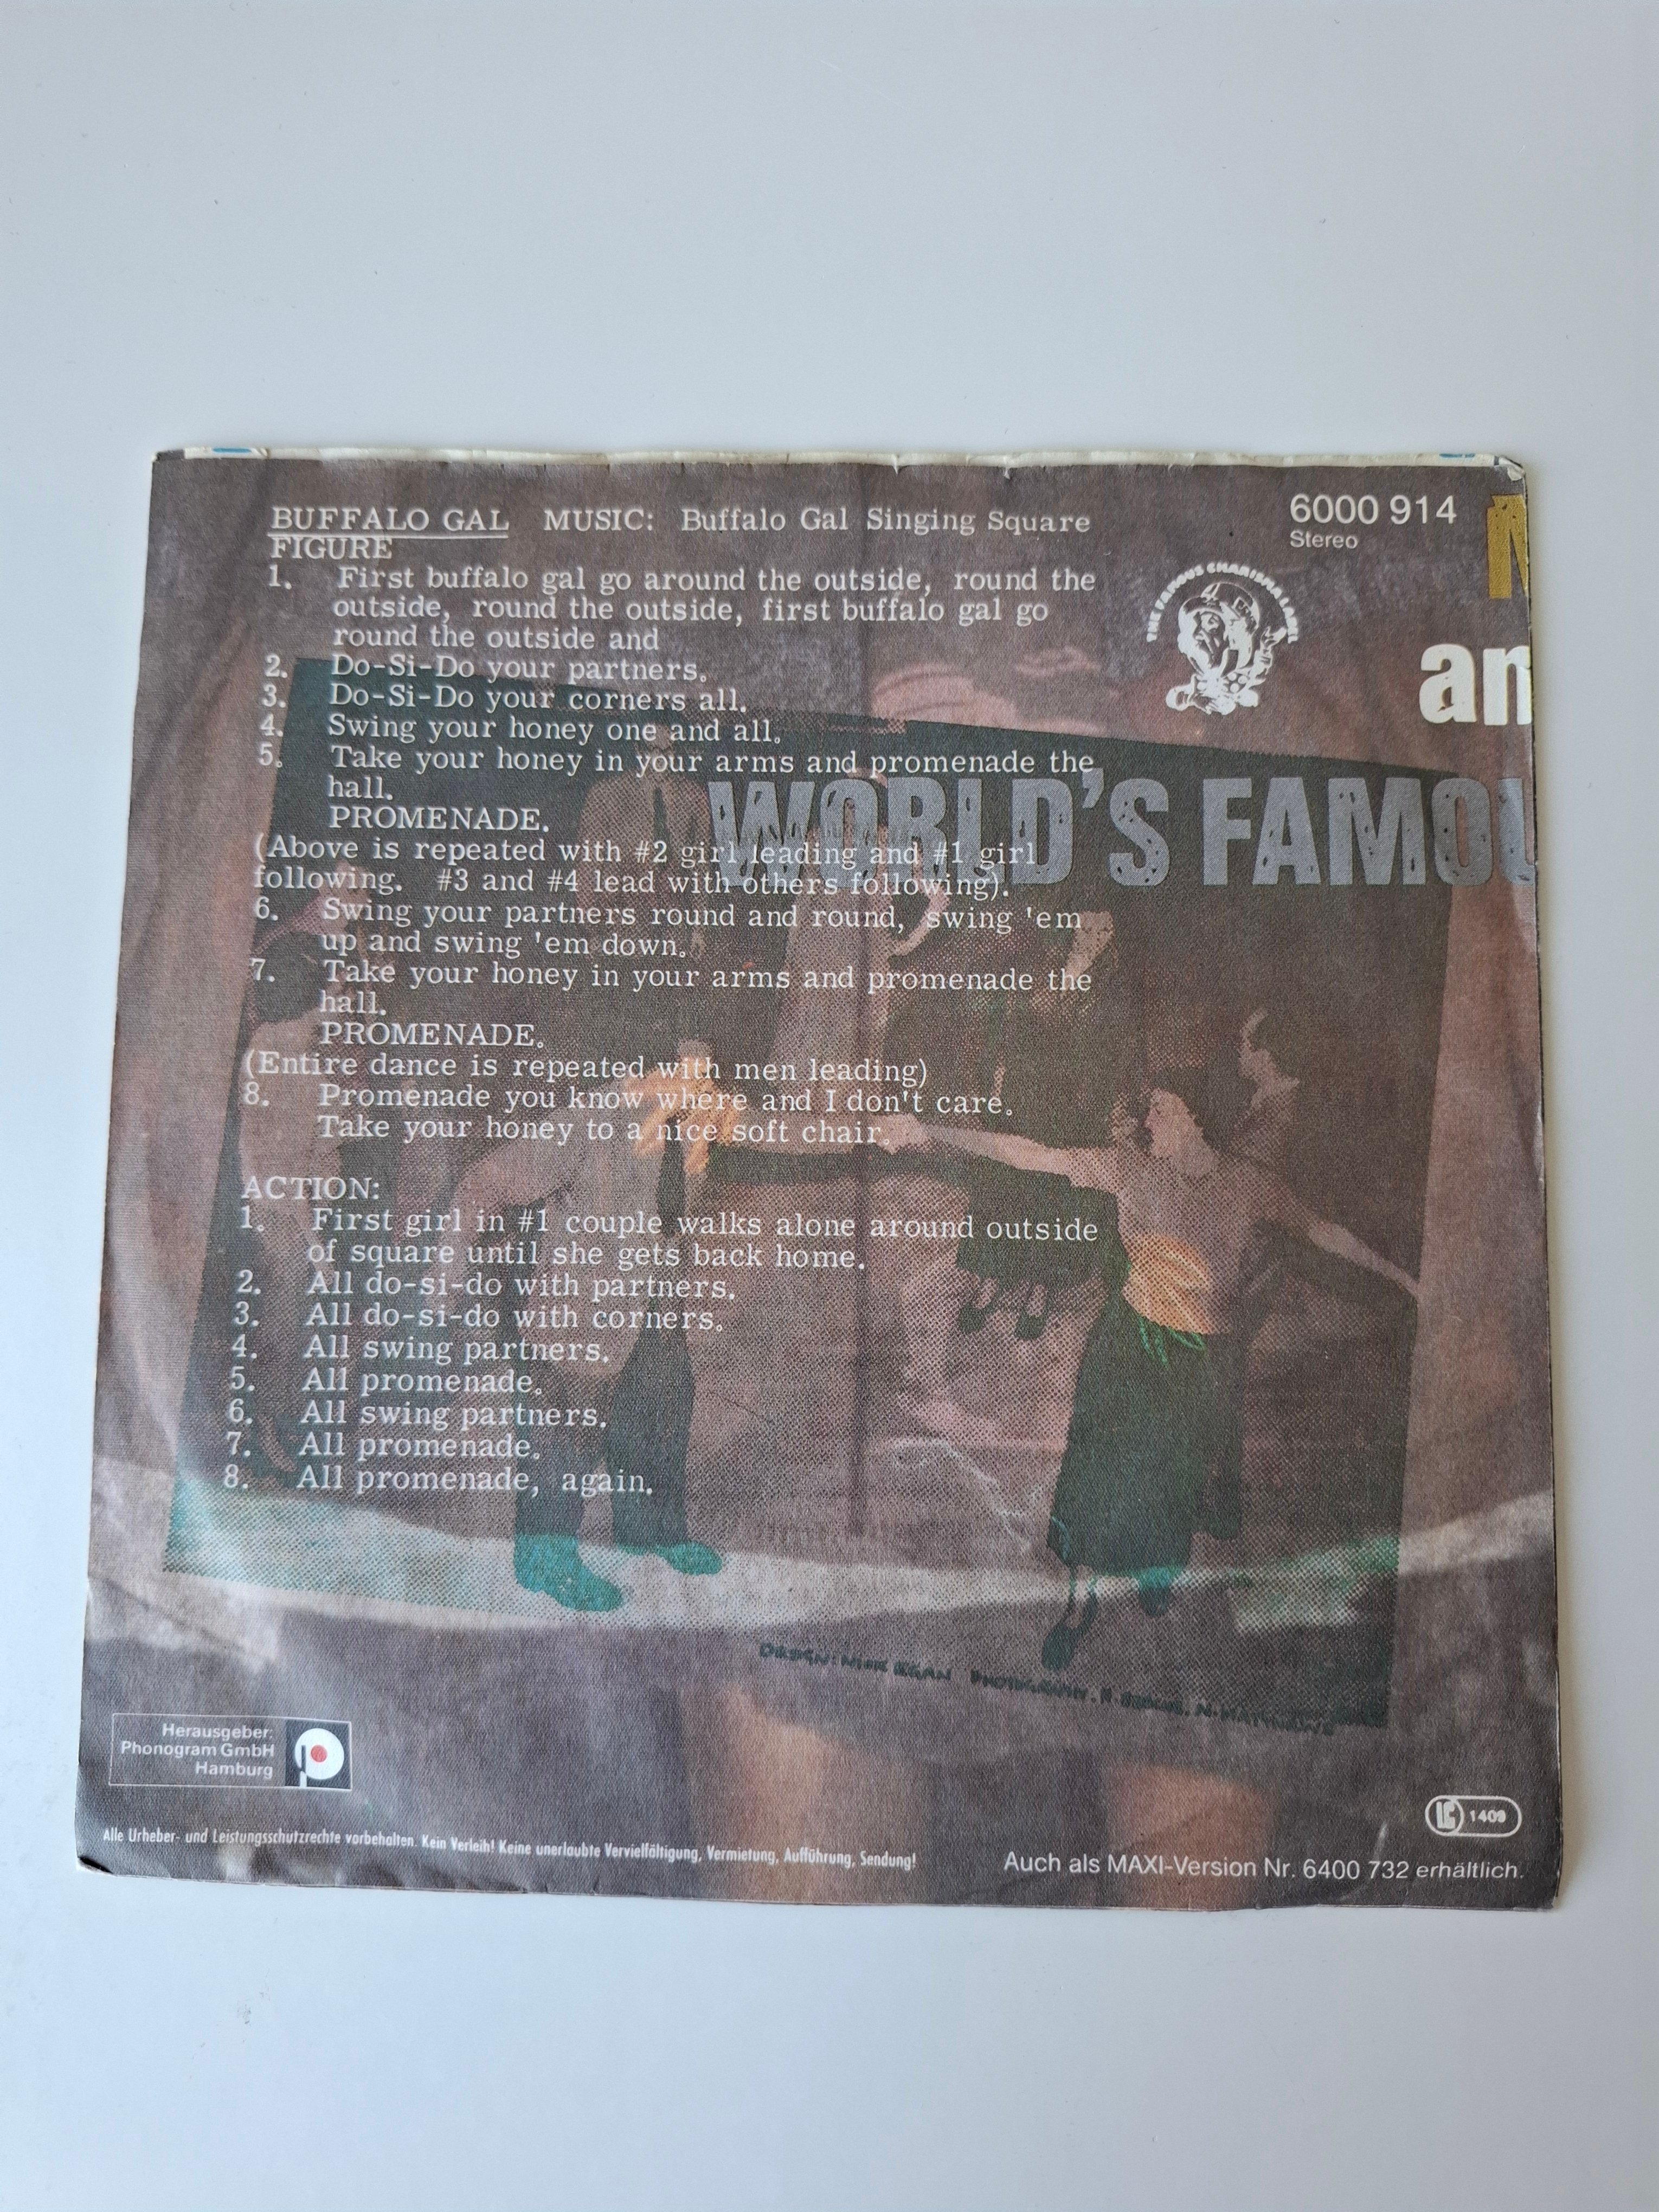 BUFFALO GAL MUSIC: Buffalo Gal Singing Square
FIGURE
1. First buffalo gal go around the outside, round the
outside, round the outside, first buffalo gal go
round the outside and
2. Do-Si-Do your partners.
3. Do-Si-Do your corners all.
4. Swing your honey one and all.
5. Take your honey in your arms and promenade the
hall.
PROMENADE.
(Above is repeated with #2 girl leading and #1 girl
following. #3 and #4 lead with others following).
6. Swing your partners round and round, swing 'em
up and swing 'em down.
7. Take your honey in your arms and promenade the
hall.
PROMENADE.
(Entire dance is repeated with men leading)
8. Promenade you know where and I don't care.
Take your honey to a nice soft chair.
ACTION:
1. First girl in #1 couple walks alone around outside
of square until she gets back home.
2. All do-si-do with partners.
3. All do-si-do with corners.
4. All swing partners.
5. All promenade.
6. All swing partners.
7. All promenade.
8. All promenade, again.
6000 914
Stereo
THE FAMOUS CHARISMA LABEL
M
an
WORLD'S FAMOU
DESIGN: NICK EGAN PHOTOGRAPHY. N. MATTHEWS
Herausgeber:
Phonogram GmbH
Hamburg
LC 1409
Alle Urheber- und Leistungsschutzrechte vorbehalten. Kein Verleih! Keine unerlaubte Vervielfältigung, Vermietung, Aufführung, Sendung!
Auch als MAXI-Version Nr. 6400 732 erhältlich.